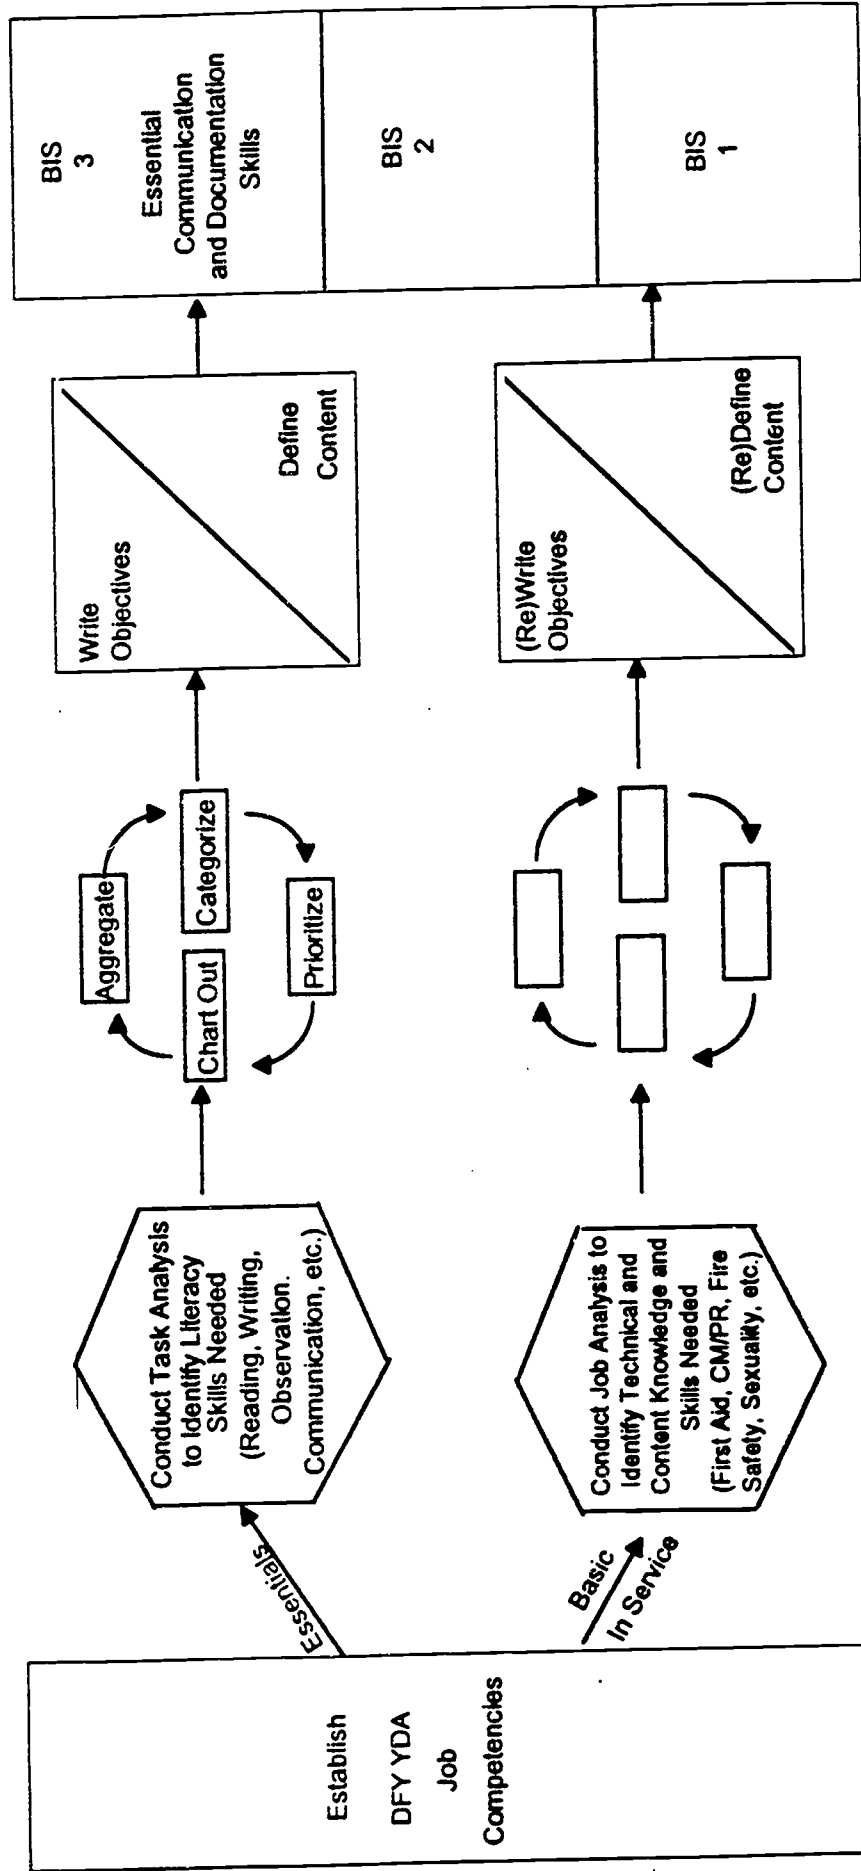 Establish
DFY YDA
Job
Competencies
Essentials
Basic
In Service
Conduct Task Analysis
to Identify Literacy
Skills Needed
(Reading, Writing,
Observation.
Communication, etc.)
Chart Out
Aggregate
Categorize
Prioritize
Write
Objectives
Define
Content
BIS
3
Essential
Communication
and Documentation
Skills
BIS
2
BIS
1
Conduct Job Analysis to
Identify Technical and
Content Knowledge and
Skills Needed
(First Aid, CM/PR, Fire
Safety, Sexuality, etc.)
(Re)Write
Objectives
(Re)Define
Content